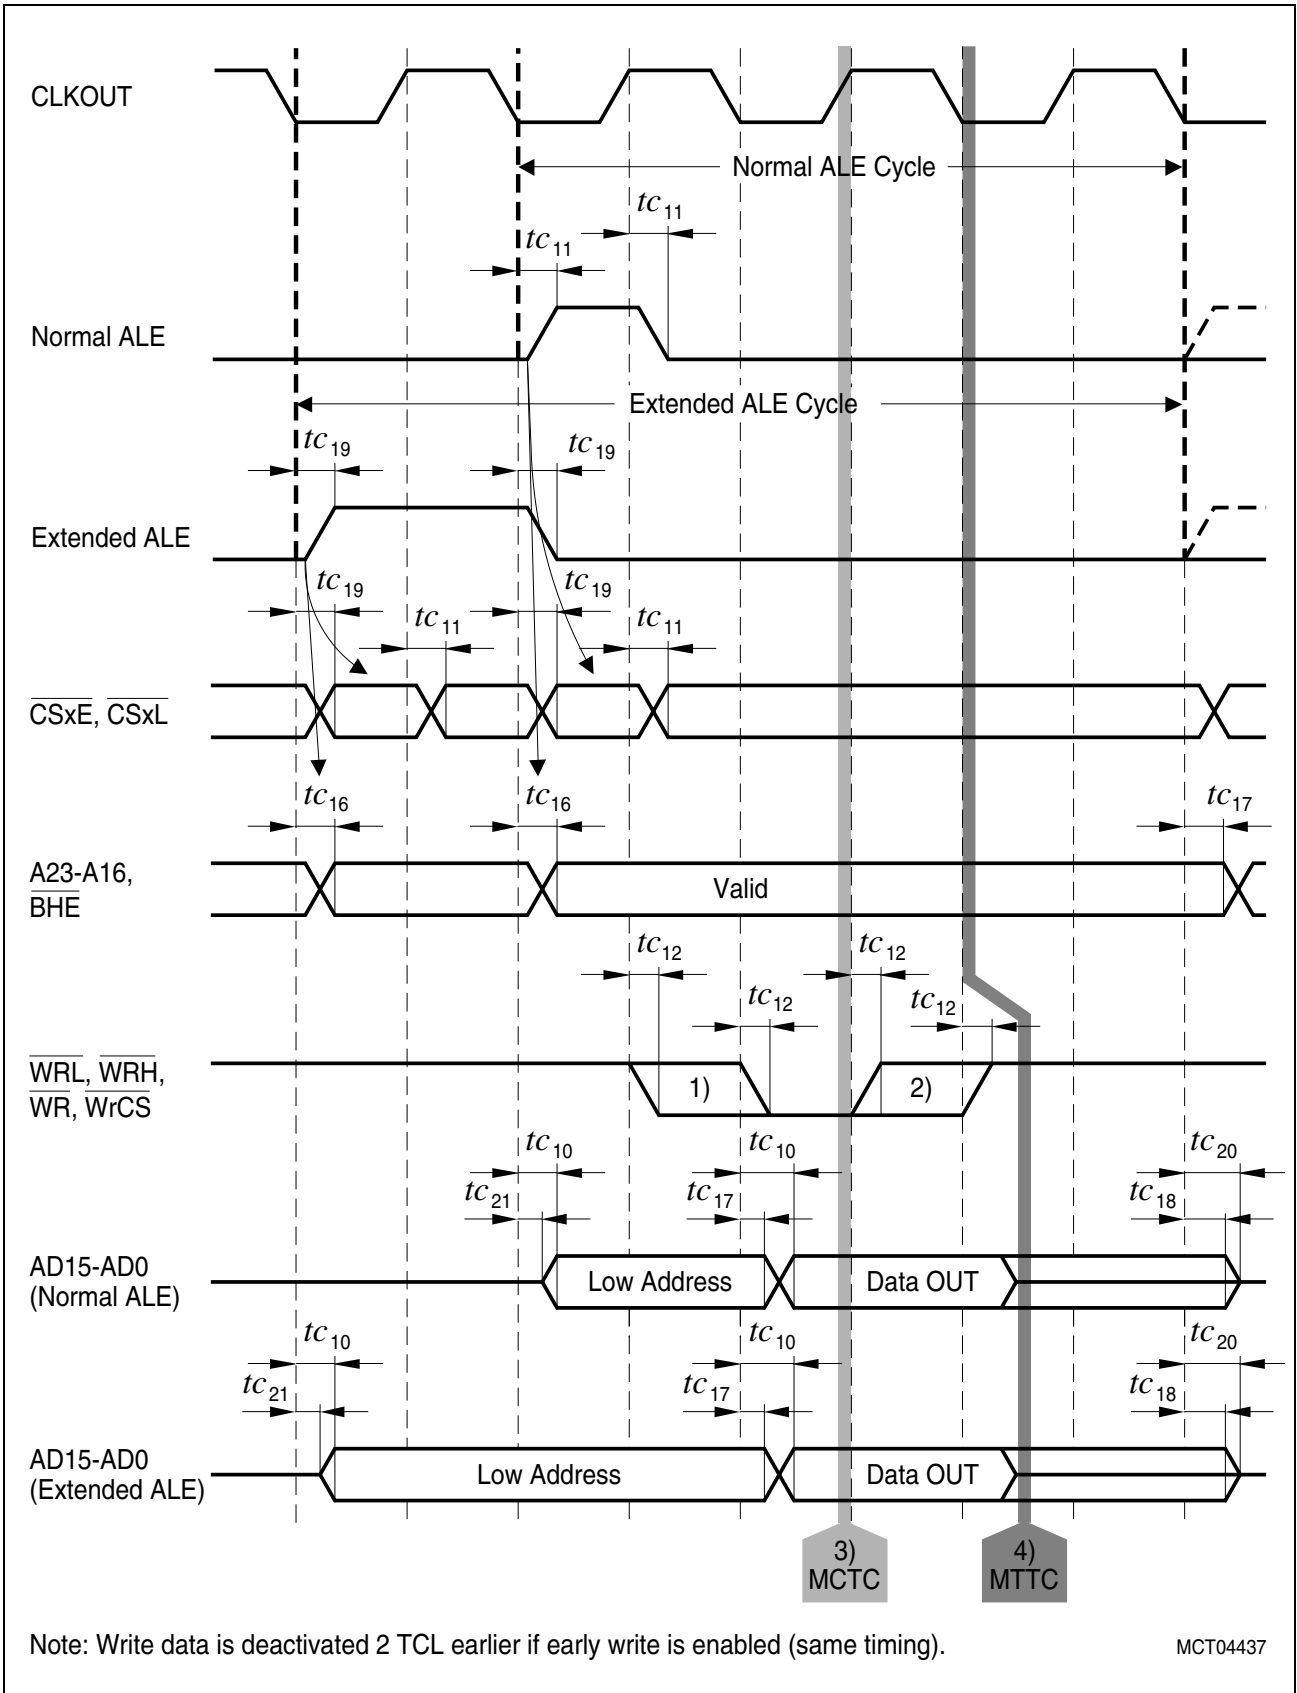 CLKOUT
Normal ALE Cycle
tc11
tc11
Normal ALE
Extended ALE Cycle
tc19
tc19
Extended ALE
tc19
tc19
tc11
tc11
CSxE, CSxL
tc16
tc16
tc17
A23-A16,
BHE
Valid
tc12
tc12
tc12
tc12
WRL, WRH,
WR, WrCS
1)
2)
tc10
tc10
tc20
tc21
tc17
tc18
AD15-AD0
(Normal ALE)
Low Address
Data OUT
tc10
tc10
tc20
tc21
tc17
tc18
AD15-AD0
(Extended ALE)
Low Address
Data OUT
3)
MCTC
4)
MTTC
Note: Write data is deactivated 2 TCL earlier if early write is enabled (same timing).
MCT04437